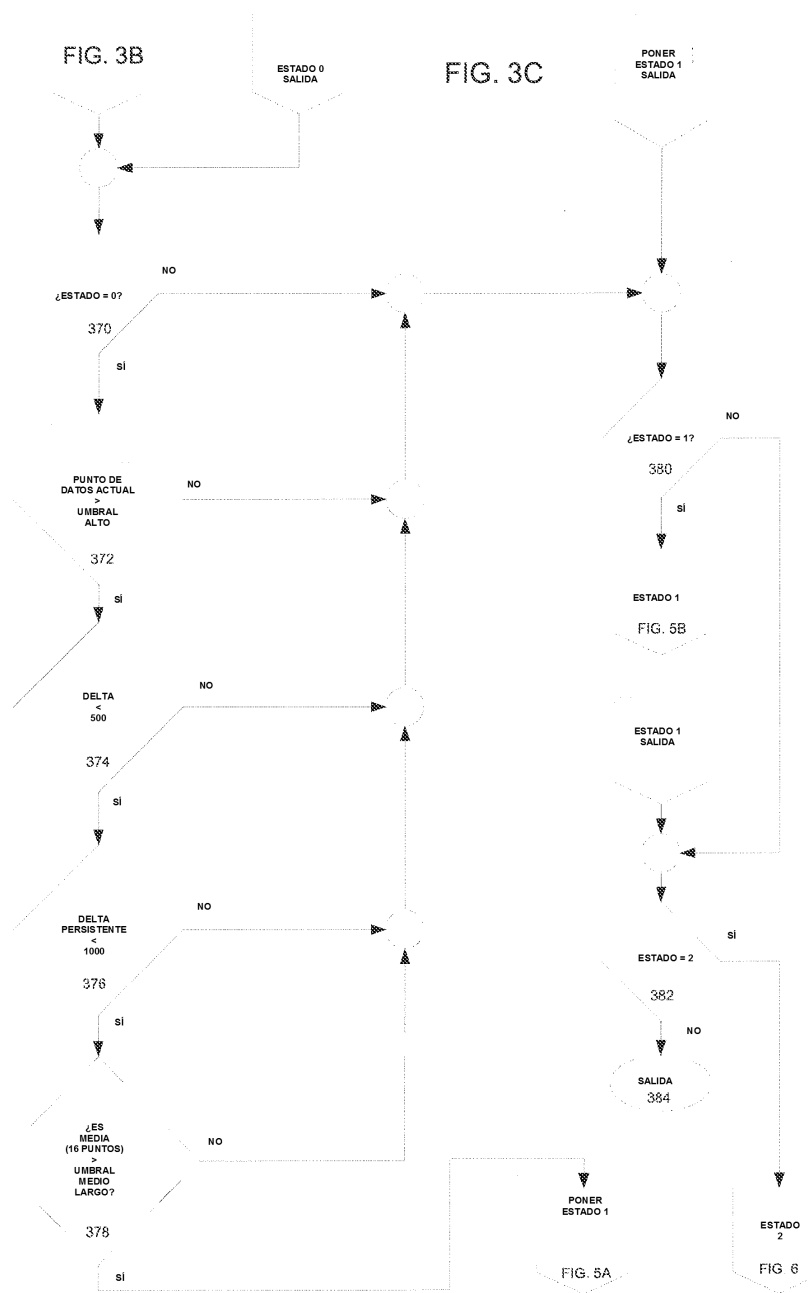 FIG. 3B
ESTADO 0
SALIDA
FIG. 3C
PONER
ESTADO 1
SALIDA
¿ESTADO = 0?
370
NO
SÍ
PUNTO DE
DATOS ACTUAL
>
UMBRAL
ALTO
372
NO
SÍ
DELTA
<
500
374
NO
SÍ
DELTA
PERSISTENTE
<
1000
376
NO
SÍ
¿ES
MEDIA
(16 PUNTOS)
>
UMBRAL
MEDIO
LARGO?
378
NO
SÍ
¿ESTADO = 1?
380
NO
SÍ
ESTADO 1
FIG. 5B
ESTADO 1
SALIDA
ESTADO = 2
382
SÍ
NO
SALIDA
384
PONER
ESTADO 1
FIG. 5A
ESTADO
2
FIG 6